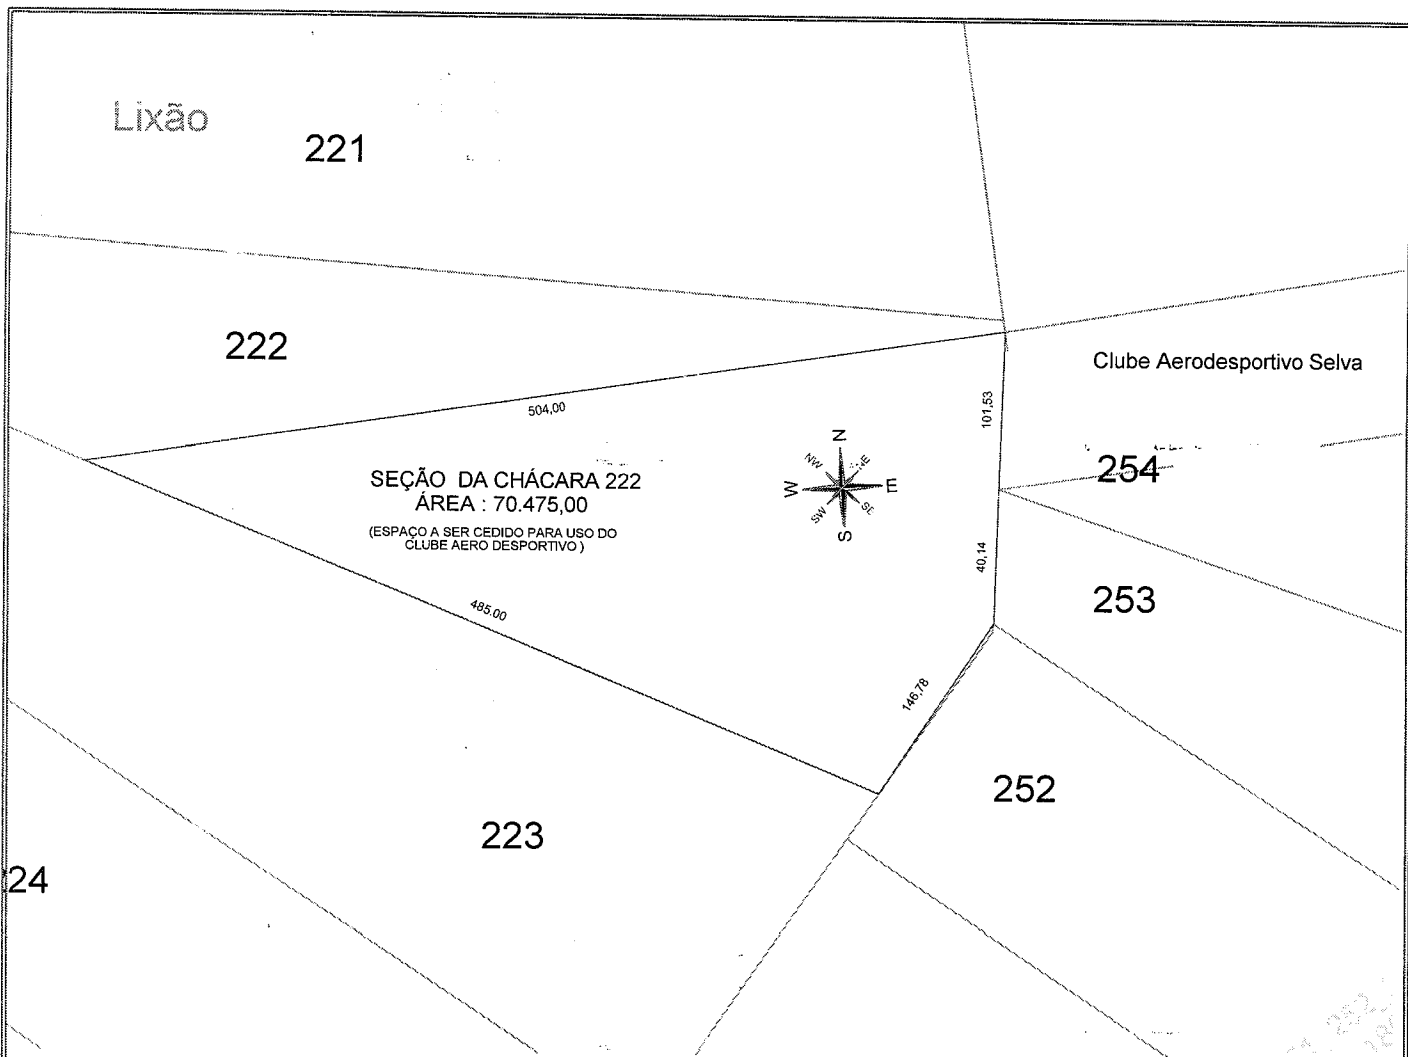 Lixão
221
222
Clube Aerodesportivo Selva
504,00
101,53
SEÇÃO DA CHÁCARA 222
ÁREA : 70.475,00
(ESPAÇO A SER CEDIDO PARA USO DO
CLUBE AERO DESPORTIVO )
N
NW
NE
W
E
SW
SE
S
254
40,14
253
485.00
146,78
252
223
24